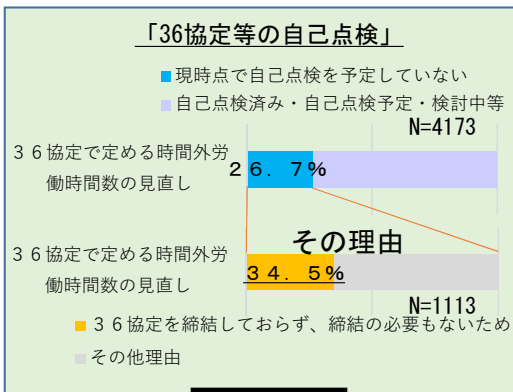 「36協定等の自己点検」
現時点で自己点検を予定していない
自己点検済み・自己点検予定・検討中等
N=4173
３６協定で定める時間外労
働時間数の見直し
２６．７%
その理由
３６協定で定める時間外労
働時間数の見直し
３４．５%
N=1113
３６協定を締結しておらず、締結の必要もないため
その他理由